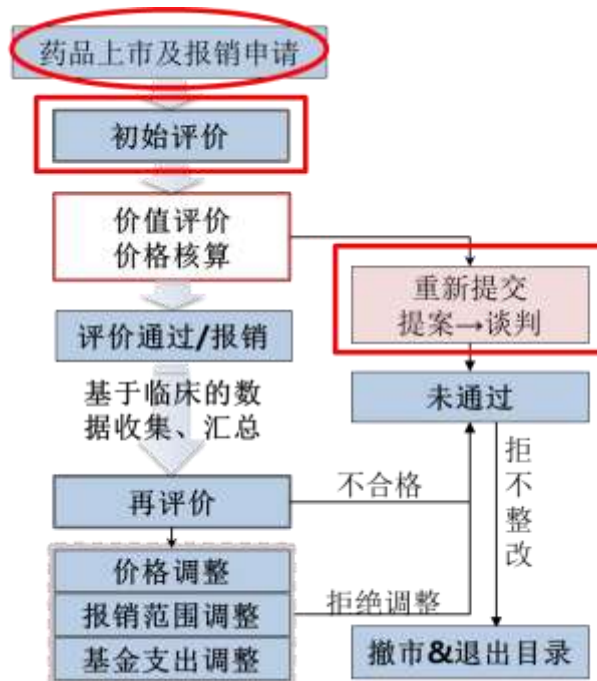 药品上市及报销申请
初始评价
价值评价
价格核算
重新提交
提案→谈判
评价通过/报销
基于临床的数
据收集、汇总
未通过
再评价
不合格
拒不整改
价格调整
报销范围调整
拒绝调整
基金支出调整
撤市&退出目录